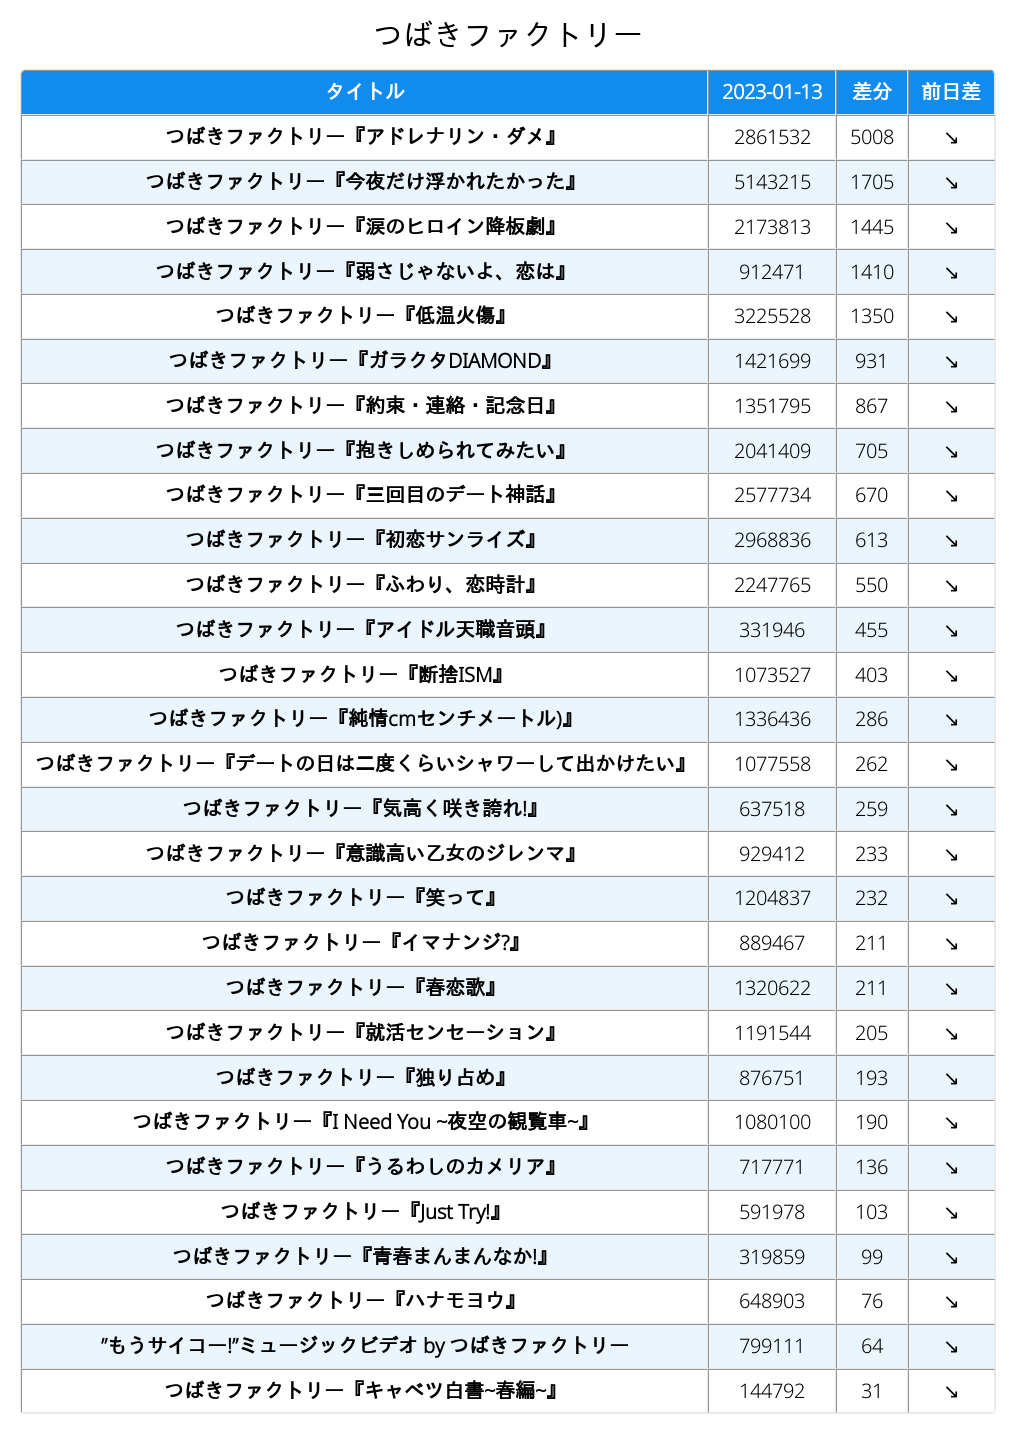 つばきファクトリー
タイトル 2023-01-13 差分 前日差
つばきファクトリー『アドレナリン・ダメ』 2861532 5008 ↘
つばきファクトリー『今夜だけ浮かれたかった』 5143215 1705 ↘
つばきファクトリー『涙のヒロイン降板劇』 2173813 1445 ↘
つばきファクトリー『弱さじゃないよ、恋は』 912471 1410 ↘
つばきファクトリー『低温火傷』 3225528 1350 ↘
つばきファクトリー『ガラクタDIAMOND』 1421699 931 ↘
つばきファクトリー『約束・連絡・記念日』 1351795 867 ↘
つばきファクトリー『抱きしめられてみたい』 2041409 705 ↘
つばきファクトリー『三回目のデート神話』 2577734 670 ↘
つばきファクトリー『初恋サンライズ』 2968836 613 ↘
つばきファクトリー『ふわり、恋時計』 2247765 550 ↘
つばきファクトリー『アイドル天職音頭』 331946 455 ↘
つばきファクトリー『断捨ISM』 1073527 403 ↘
つばきファクトリー『純情cmセンチメートル)』 1336436 286 ↘
つばきファクトリー『デートの日は二度くらいシャワーして出かけたい』 1077558 262 ↘
つばきファクトリー『気高く咲き誇れ!』 637518 259 ↘
つばきファクトリー『意識高い乙女のジレンマ』 929412 233 ↘
つばきファクトリー『笑って』 1204837 232 ↘
つばきファクトリー『イマナンジ?』 889467 211 ↘
つばきファクトリー『春恋歌』 1320622 211 ↘
つばきファクトリー『就活センセーション』 1191544 205 ↘
つばきファクトリー『独り占め』 876751 193 ↘
つばきファクトリー『I Need You ~夜空の観覧車~』 1080100 190 ↘
つばきファクトリー『うるわしのカメリア』 717771 136 ↘
つばきファクトリー『Just Try!』 591978 103 ↘
つばきファクトリー『青春まんまんなか!』 319859 99 ↘
つばきファクトリー『ハナモヨウ』 648903 76 ↘
”もうサイコー!”ミュージックビデオ by つばきファクトリー 799111 64 ↘
つばきファクトリー『キャベツ白書~春編~』 144792 31 ↘